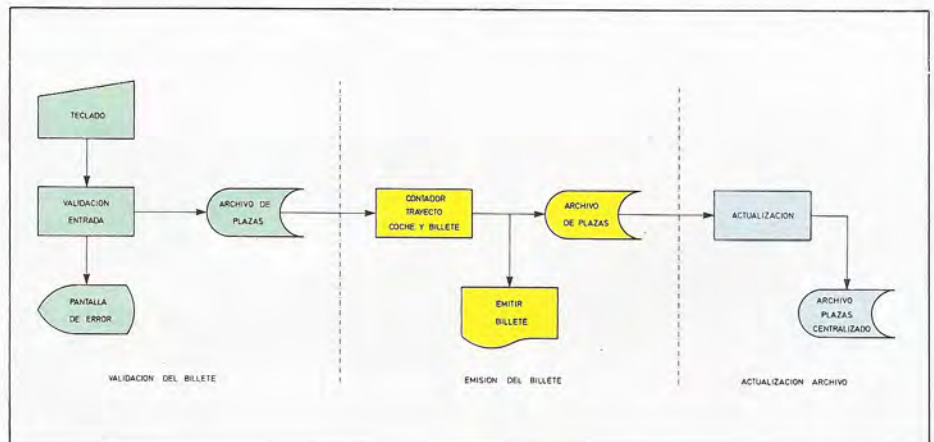 TECLADO
VALIDACION
ENTRADA
PANTALLA
DE ERROR
ARCHIVO DE
PLAZAS
VALIDACION DEL BILLETE
CONTADOR
TRAYECTO
COCHE Y BILLETE
EMITIR
BILLETE
ARCHIVO
DE PLAZAS
EMISION DEL BILLETE
ACTUALIZACION
ARCHIVO
PLAZAS
CENTRALIZADO
ACTUALIZACION ARCHIVO